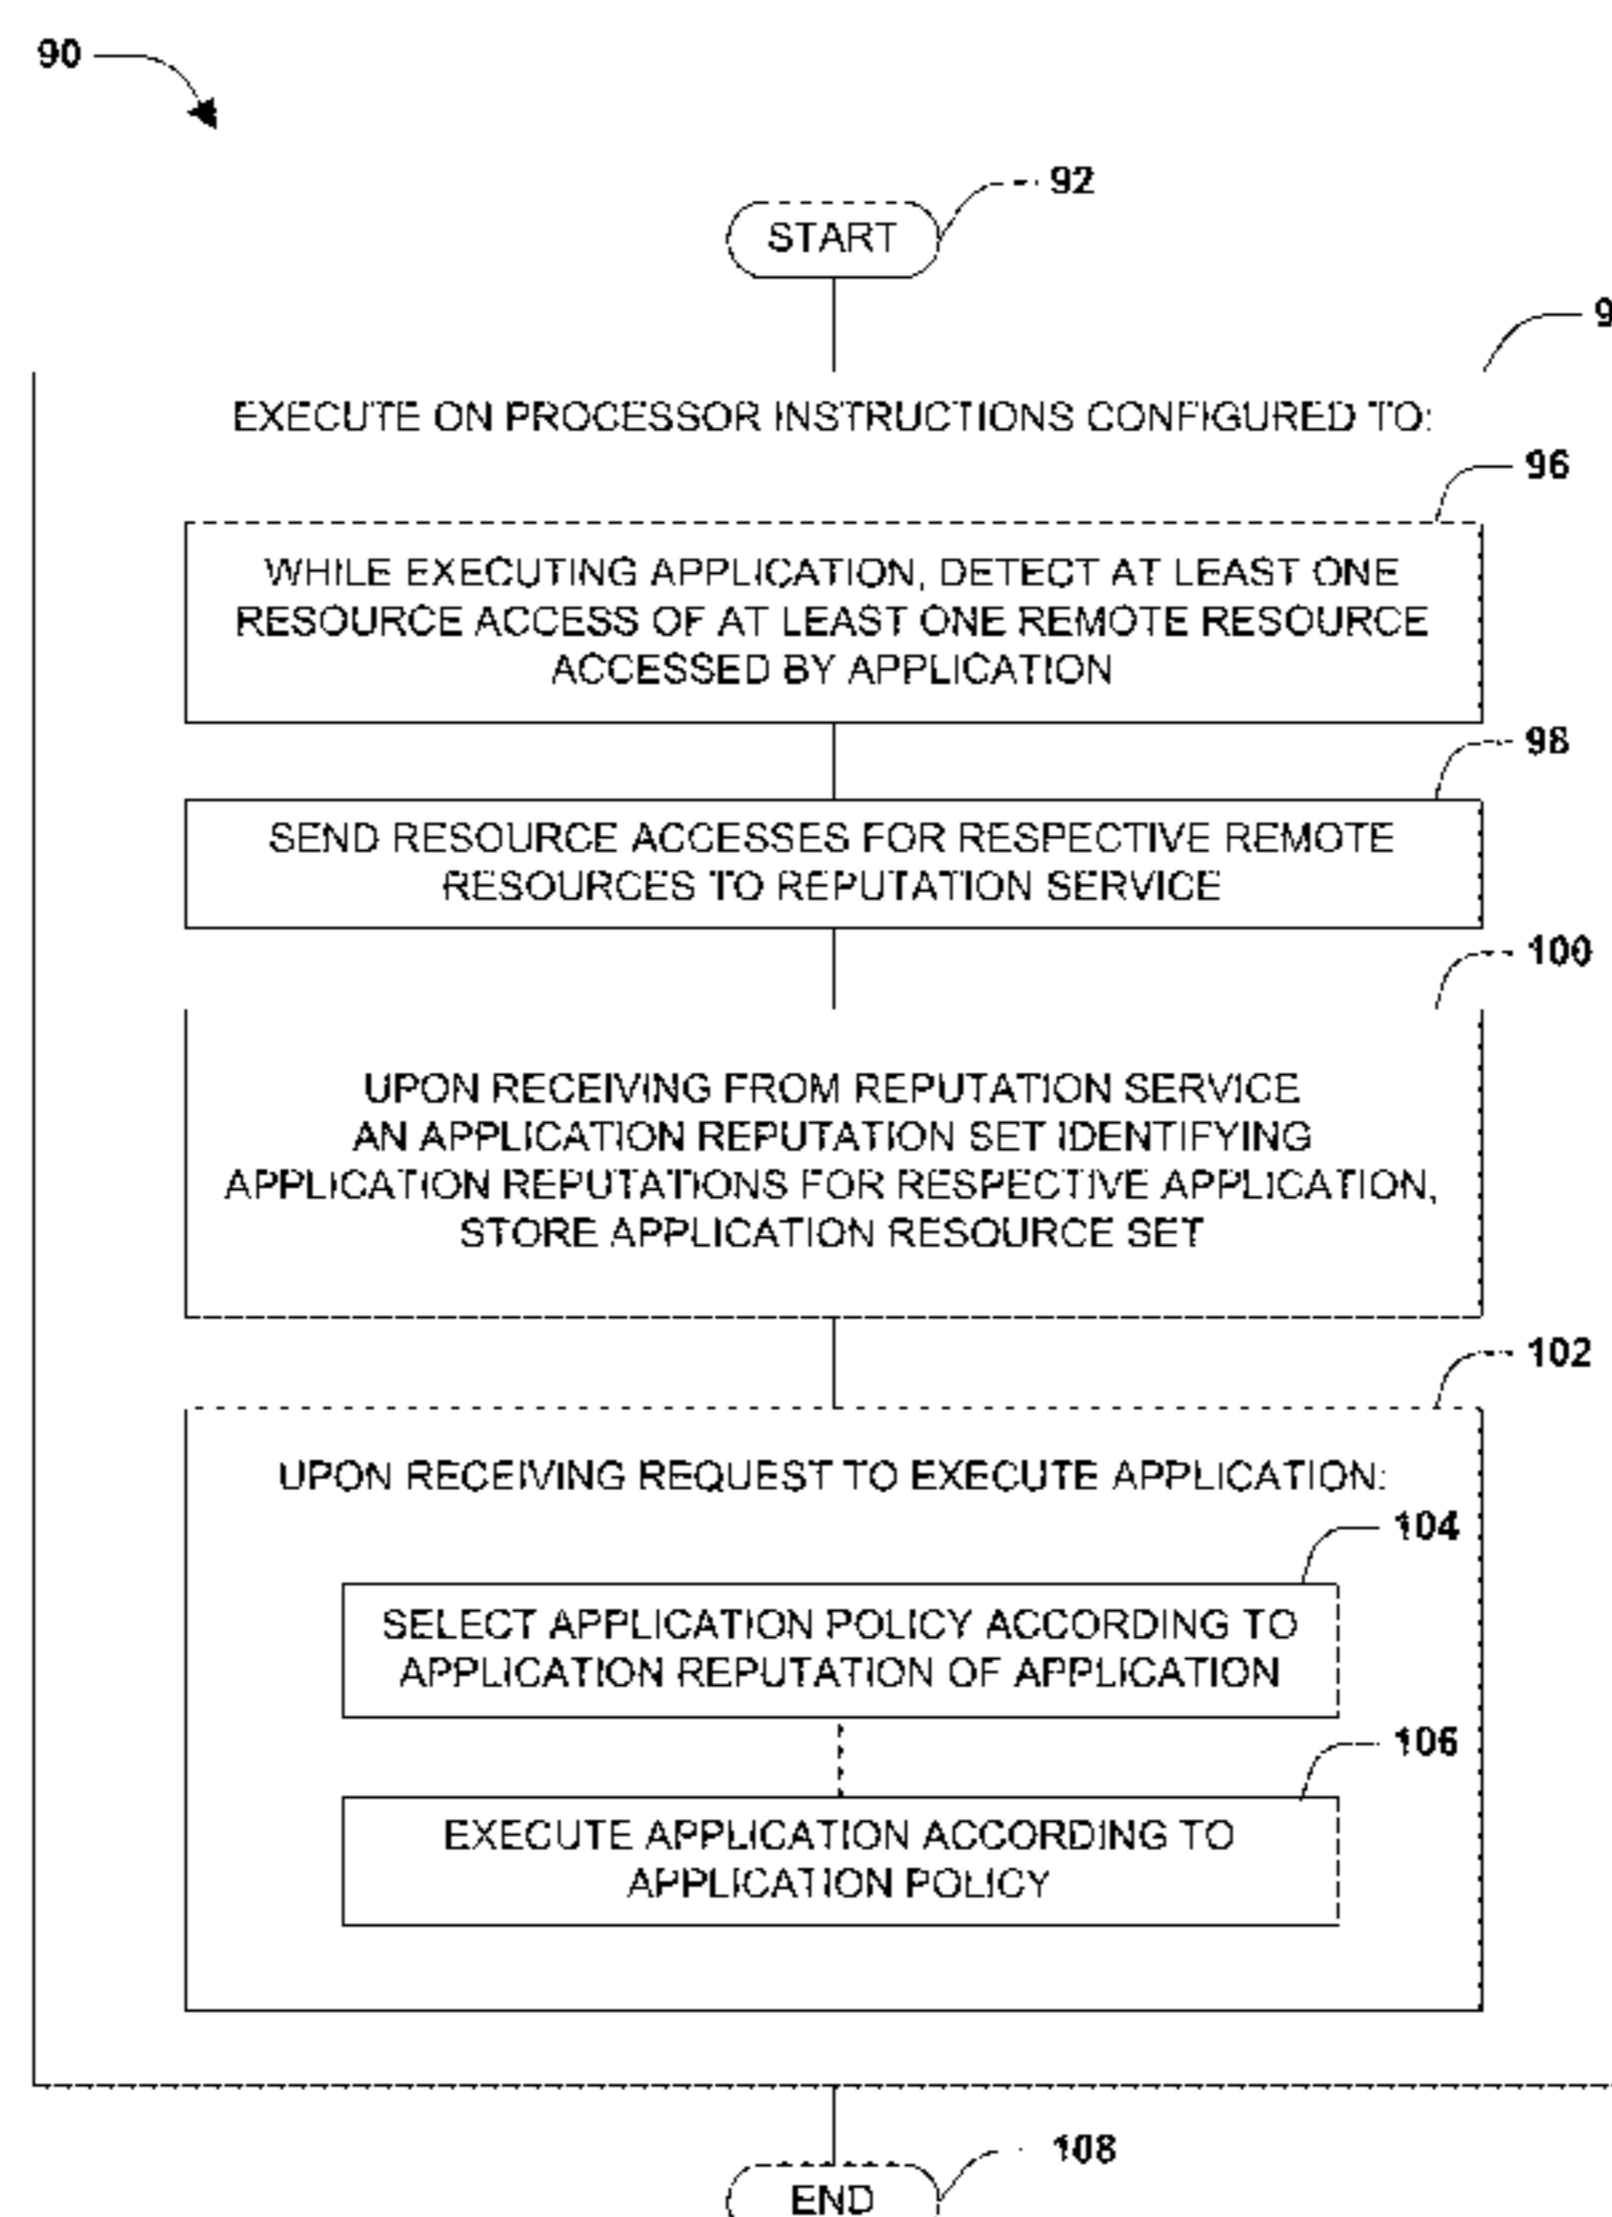 90
92
START
9
EXECUTE ON PROCESSOR INSTRUCTIONS CONFIGURED TO:
96
WHILE EXECUTING APPLICATION, DETECT AT LEAST ONE
RESOURCE ACCESS OF AT LEAST ONE REMOTE RESOURCE
ACCESSED BY APPLICATION
98
SEND RESOURCE ACCESSES FOR RESPECTIVE REMOTE
RESOURCES TO REPUTATION SERVICE
100
UPON RECEIVING FROM REPUTATION SERVICE
AN APPLICATION REPUTATION SET IDENTIFYING
APPLICATION REPUTATIONS FOR RESPECTIVE APPLICATION,
STORE APPLICATION RESOURCE SET
102
UPON RECEIVING REQUEST TO EXECUTE APPLICATION:
104
SELECT APPLICATION POLICY ACCORDING TO
APPLICATION REPUTATION OF APPLICATION
106
EXECUTE APPLICATION ACCORDING TO
APPLICATION POLICY
108
END